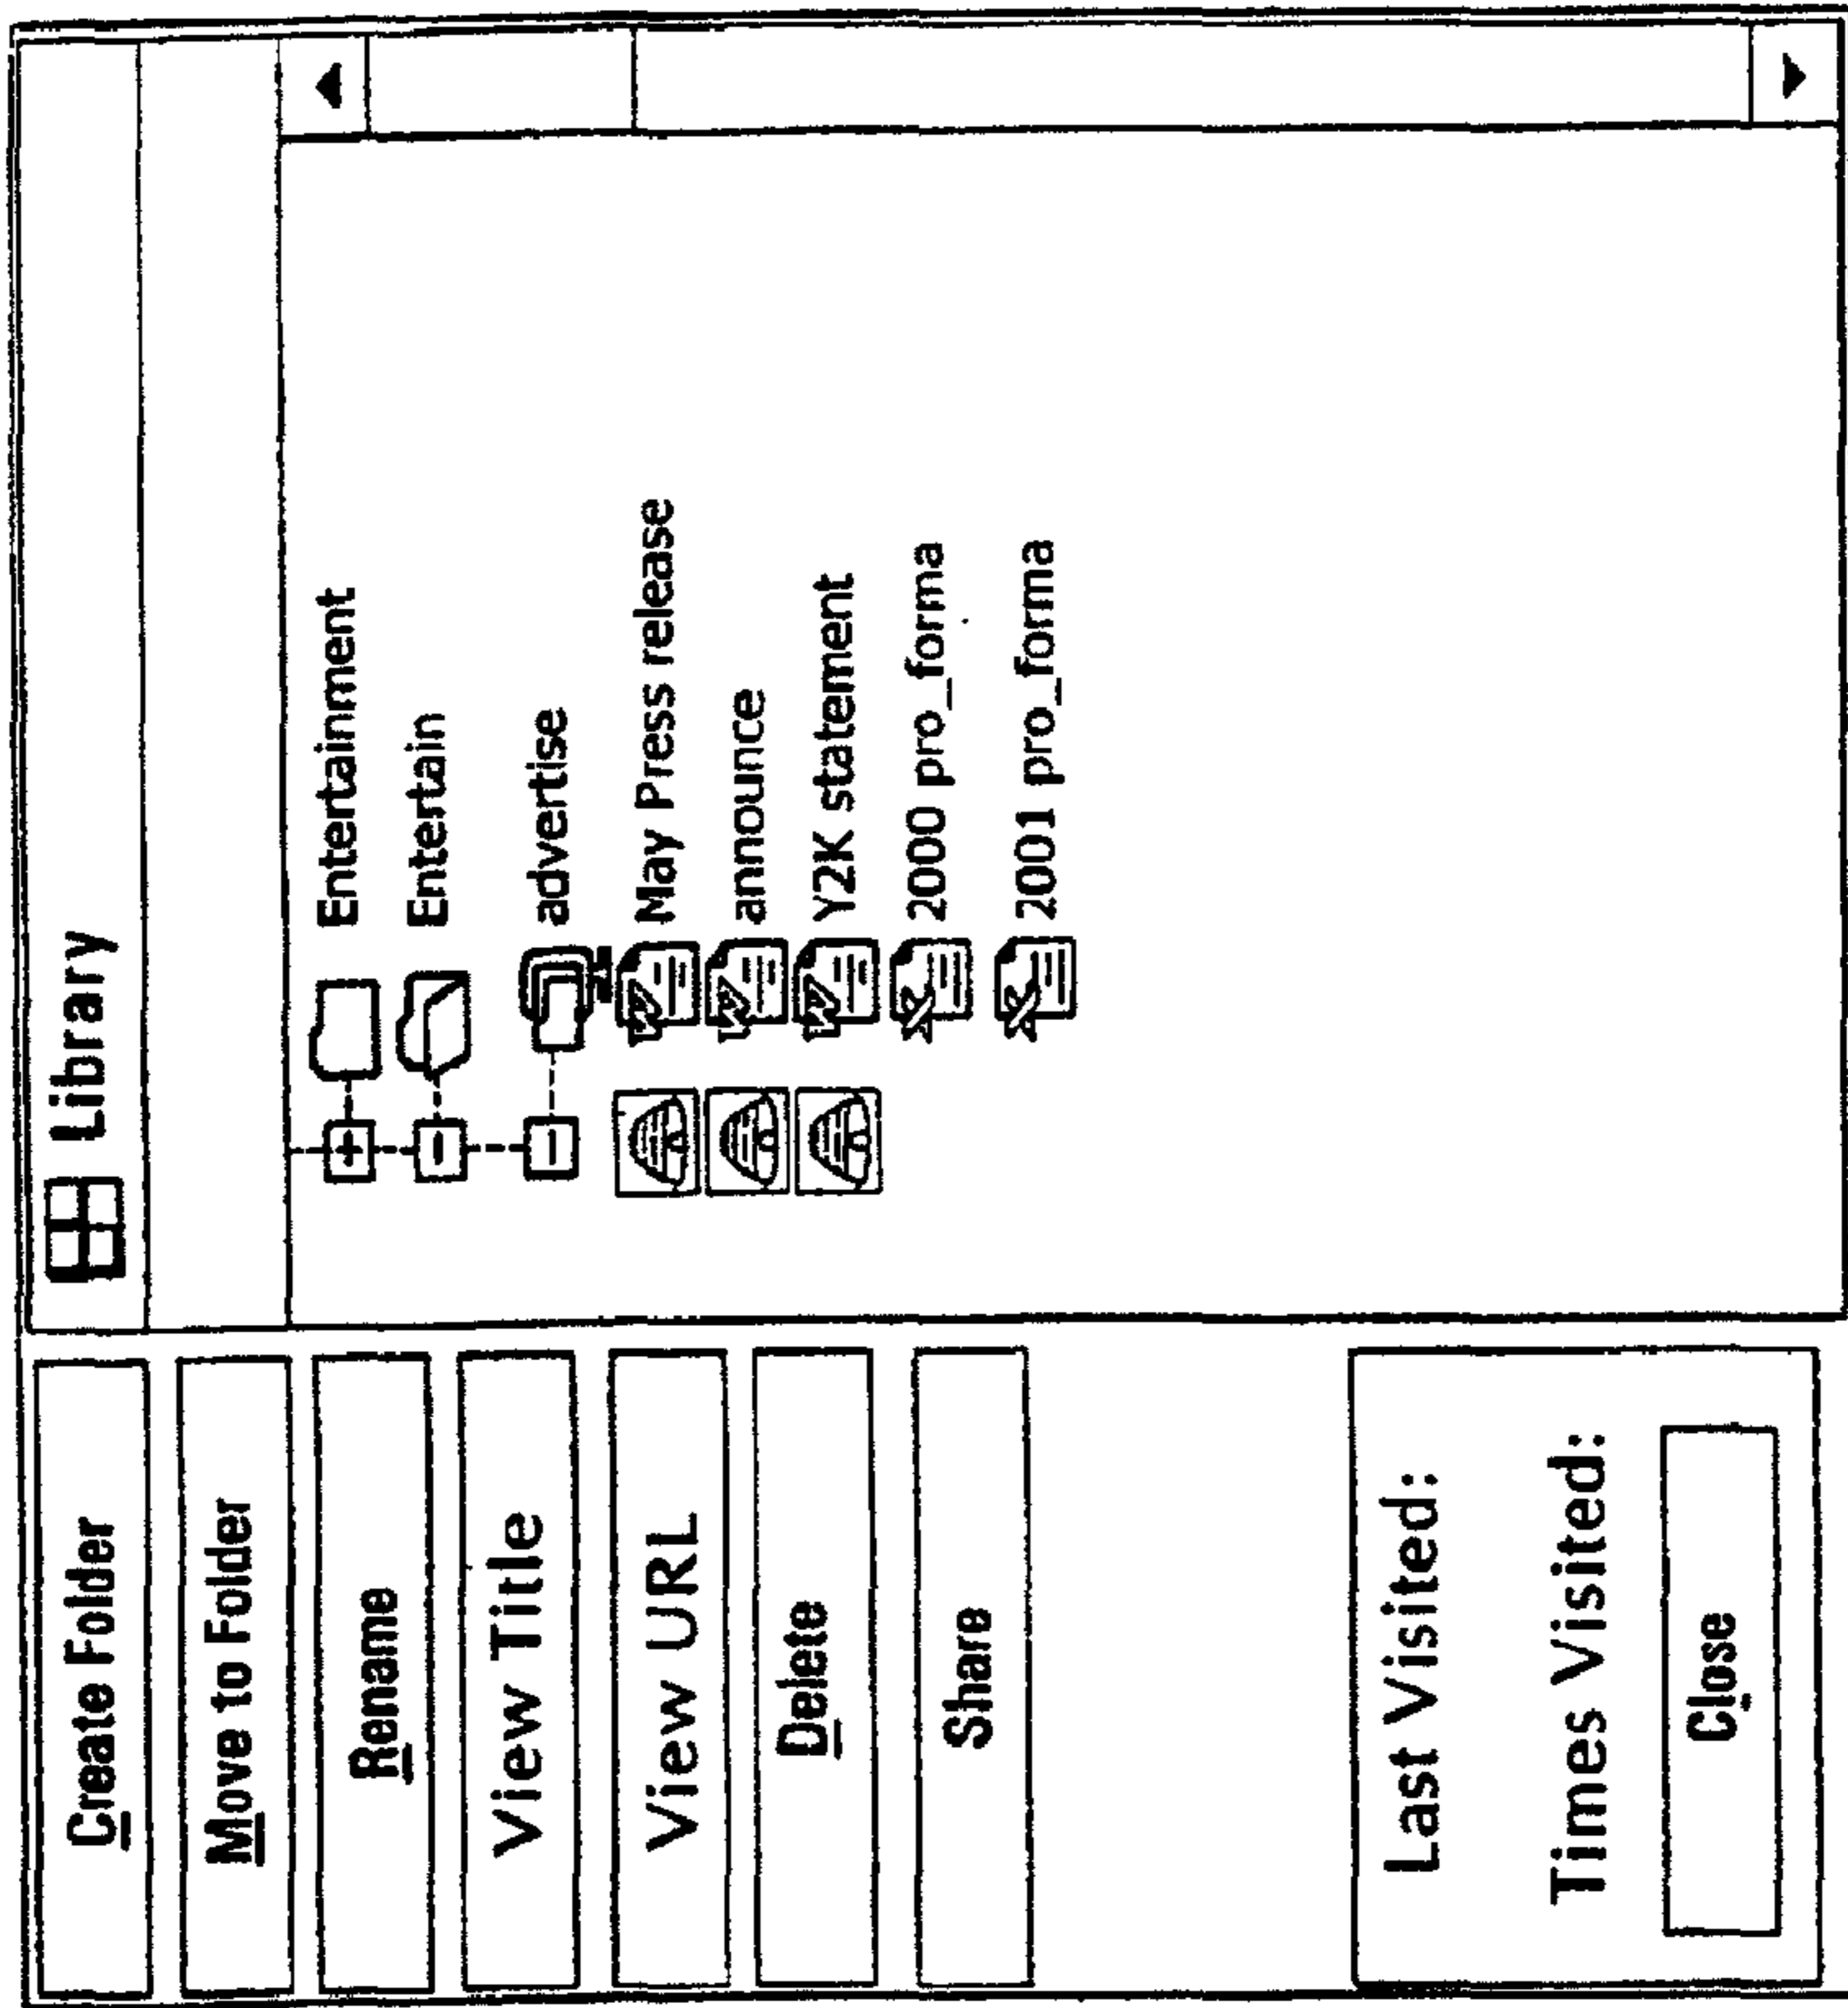 Create Folder
Move to Folder
Rename
View Title
View URL
Delete
Share
Last Visited:
Times Visited:
Close
Library
Entertainment
Entertain
advertise
May Press release
announce
Y2K statement
2000 pro_forma
2001 pro_forma